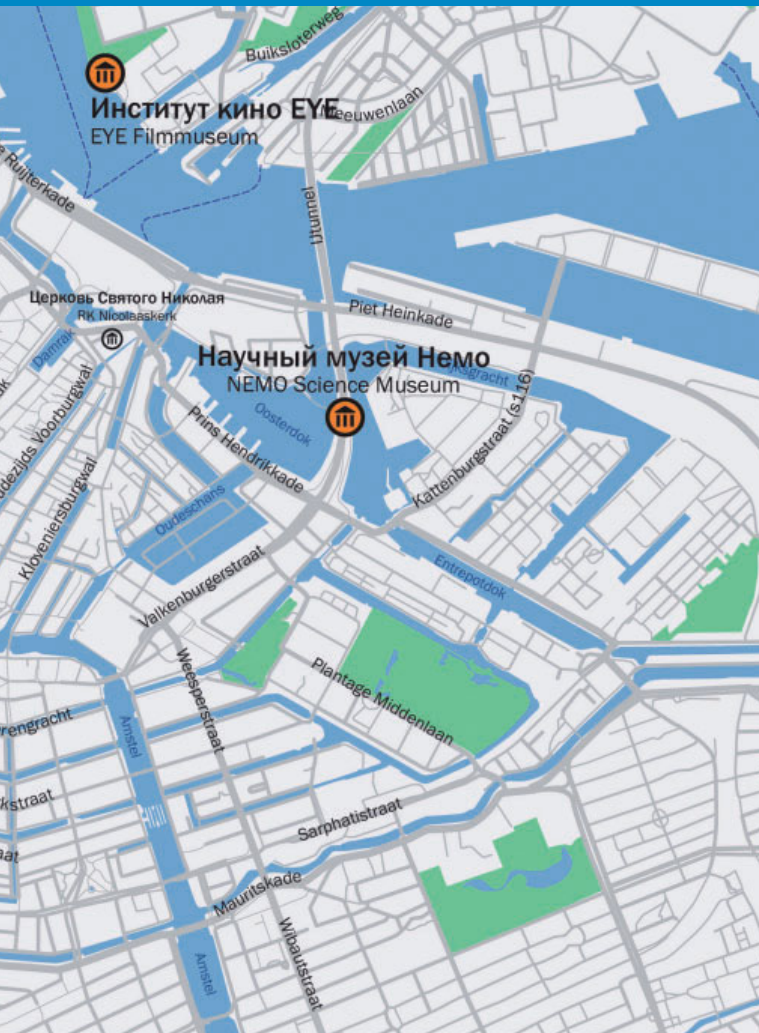 Buiksloterweg
Институт кино EYE
EYE Filmmuseum
Meeuwenlaan
Ruijterkade
IJtunnel
Церковь Святого Николая
RK Nicolaaskerk
Piet Heinkade
Damrak
Научный музей Немо
NEMO Science Museum
Oosterdok
Prins Hendrikkade
Kattenburgstraat (s116)
Voorburgwal
Kloveniersburgwal
Oudeschans
Valkenburgerstraat
Entrepotdok
Weesperstraat
Plantage Middenlaan
Amstel
Sarphatistraat
Mauritskade
Wibautstraat
Amstel